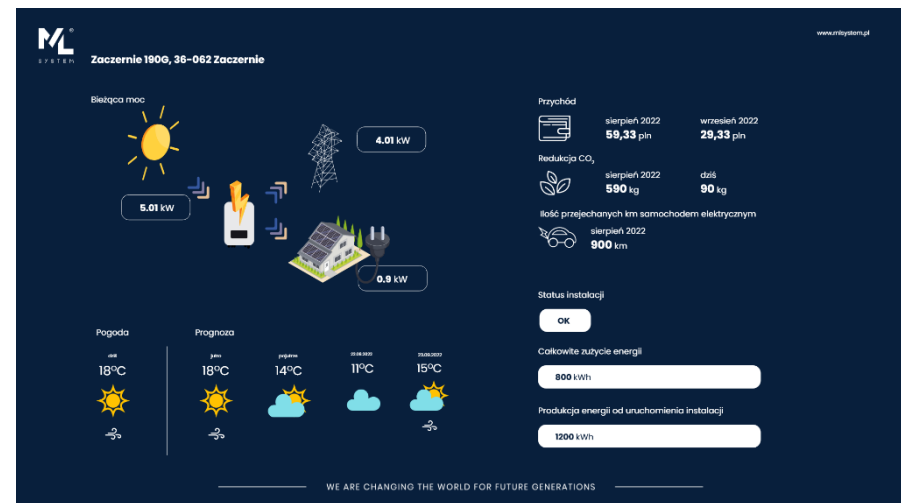 ML
SYSTEM
www.mlsystem.pl
Zaczernie 190G, 36-062 Zaczernie
Bieżąca moc
5.01 kW
4.01 kW
0.9 kW
Przychód
sierpień 2022
wrzesień 2022
59,33 pln
29,33 pln
Redukcja CO₂
sierpień 2022
dziś
590 kg
90 kg
Ilość przejechanych km samochodem elektrycznym
sierpień 2022
900 km
Status instalacji
OK
Całkowite zużycie energii
800 kWh
Produkcja energii od uruchomienia instalacji
1200 kWh
Pogoda
Prognoza
dziś
jutro
pojutrze
18°C
18°C
14°C
11°C
15°C
WE ARE CHANGING THE WORLD FOR FUTURE GENERATIONS